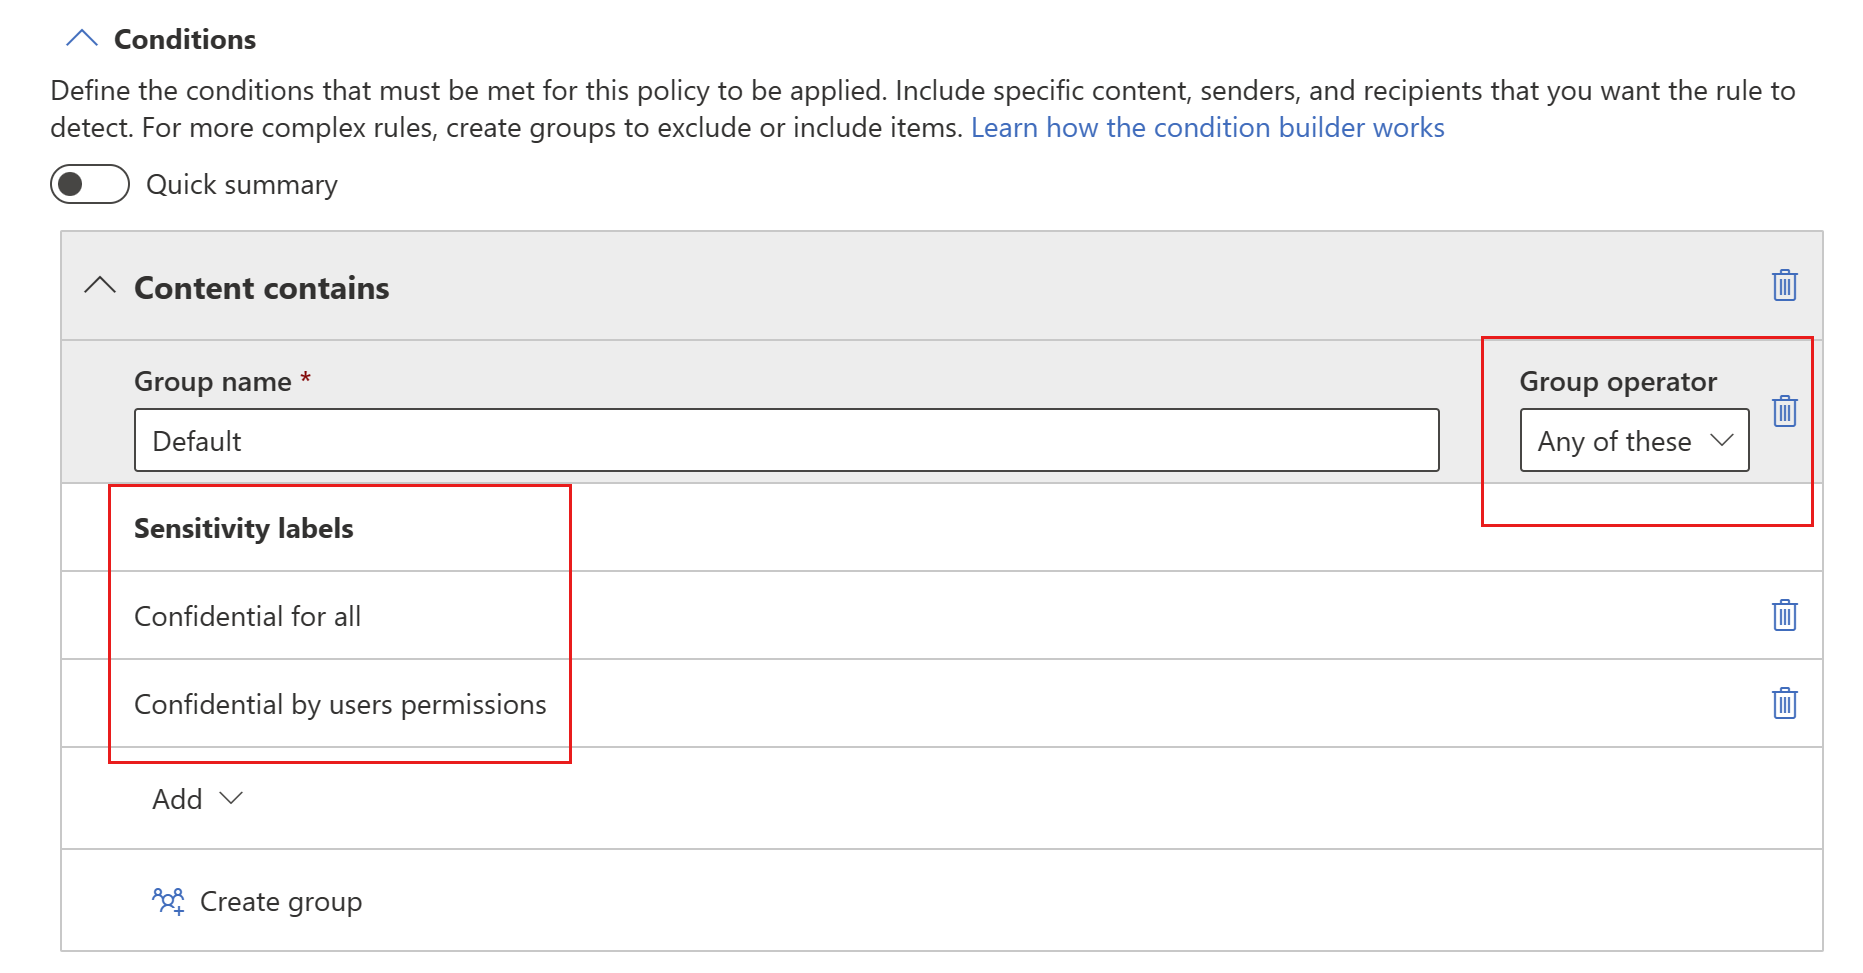 Conditions
Define the conditions that must be met for this policy to be applied. Include specific content, senders, and recipients that you want the rule to
detect. For more complex rules, create groups to exclude or include items. Learn how the condition builder works
Quick summary
Content contains
Group name *
Group operator
Default
Any of these
Sensitivity labels
Confidential for all
Confidential by users permissions
Add
Create group